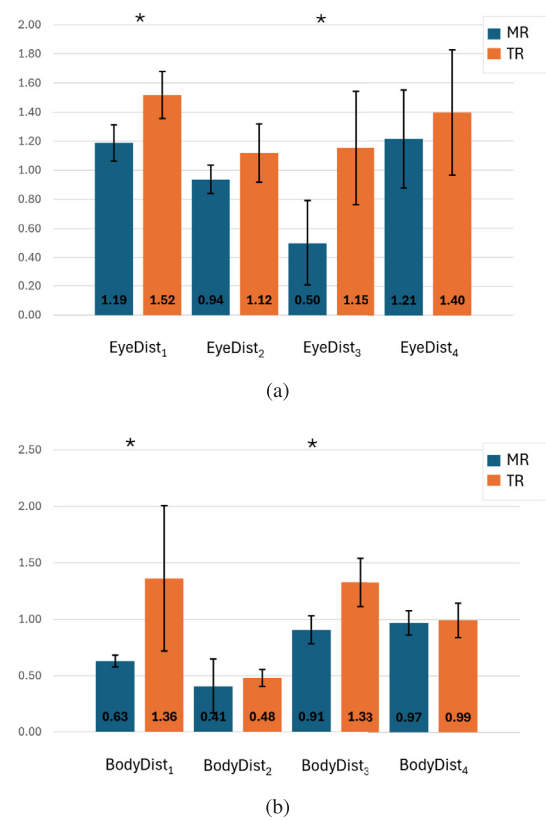 *
*
2.00
MR
TR
1.80
1.60
1.40
1.20
1.00
0.80
0.60
0.40
0.20
0.00
1.19 1.52 0.94 1.12 0.50 1.15 1.21 1.40
EyeDist₁ EyeDist₂ EyeDist₃ EyeDist₄
(a)
*
*
2.50
MR
TR
2.00
1.50
1.00
0.50
0.00
0.63 1.36 0.41 0.48 0.91 1.33 0.97 0.99
BodyDist₁ BodyDist₂ BodyDist₃ BodyDist₄
(b)